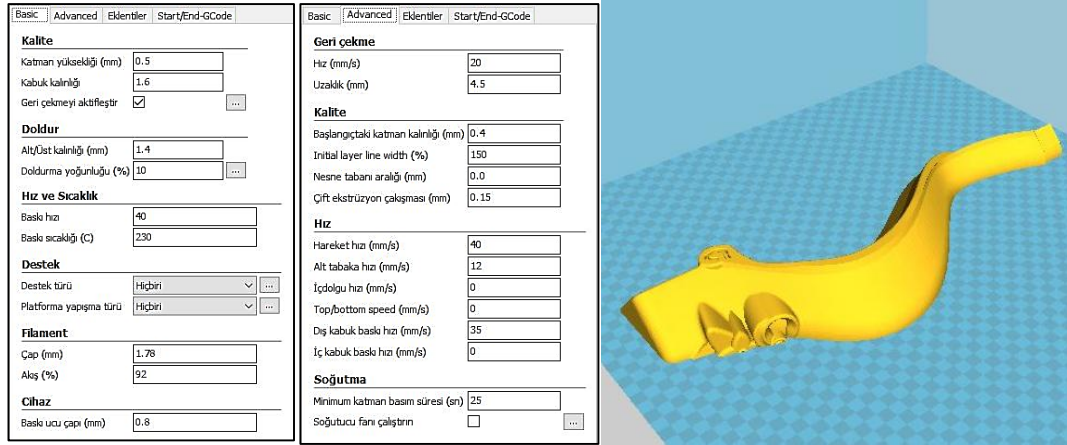 Basic Advanced Eklentiler Start/End-GCode
Kalite
Katman yüksekliği (mm) 0.5
Kabuk kalınlığı 1.6
Geri çekmeyi aktifleştir ...
Doldur
Alt/Üst kalınlığı (mm) 1.4
Doldurma yoğunluğu (%) 10 ...
Hız ve Sıcaklık
Baskı hızı 40
Baskı sıcaklığı (C) 230
Destek
Destek türü Hiçbiri ...
Platforma yapışma türü Hiçbiri ...
Filament
Çap (mm) 1.78
Akış (%) 92
Cihaz
Baskı ucu çapı (mm) 0.8
Basic Advanced Eklentiler Start/End-GCode
Geri çekme
Hız (mm/s) 20
Uzaklık (mm) 4.5
Kalite
Başlangıçtaki katman kalınlığı (mm) 0.4
Initial layer line width (%) 150
Nesne tabanı aralığı (mm) 0.0
Çift ekstrüzyon çakışması (mm) 0.15
Hız
Hareket hızı (mm/s) 40
Alt tabaka hızı (mm/s) 12
İçdolgu hızı (mm/s) 0
Top/bottom speed (mm/s) 0
Dış kabuk baskı hızı (mm/s) 35
İç kabuk baskı hızı (mm/s) 0
Soğutma
Minimum katman basım süresi (sn) 25
Soğutucu fanı çalıştırın ...